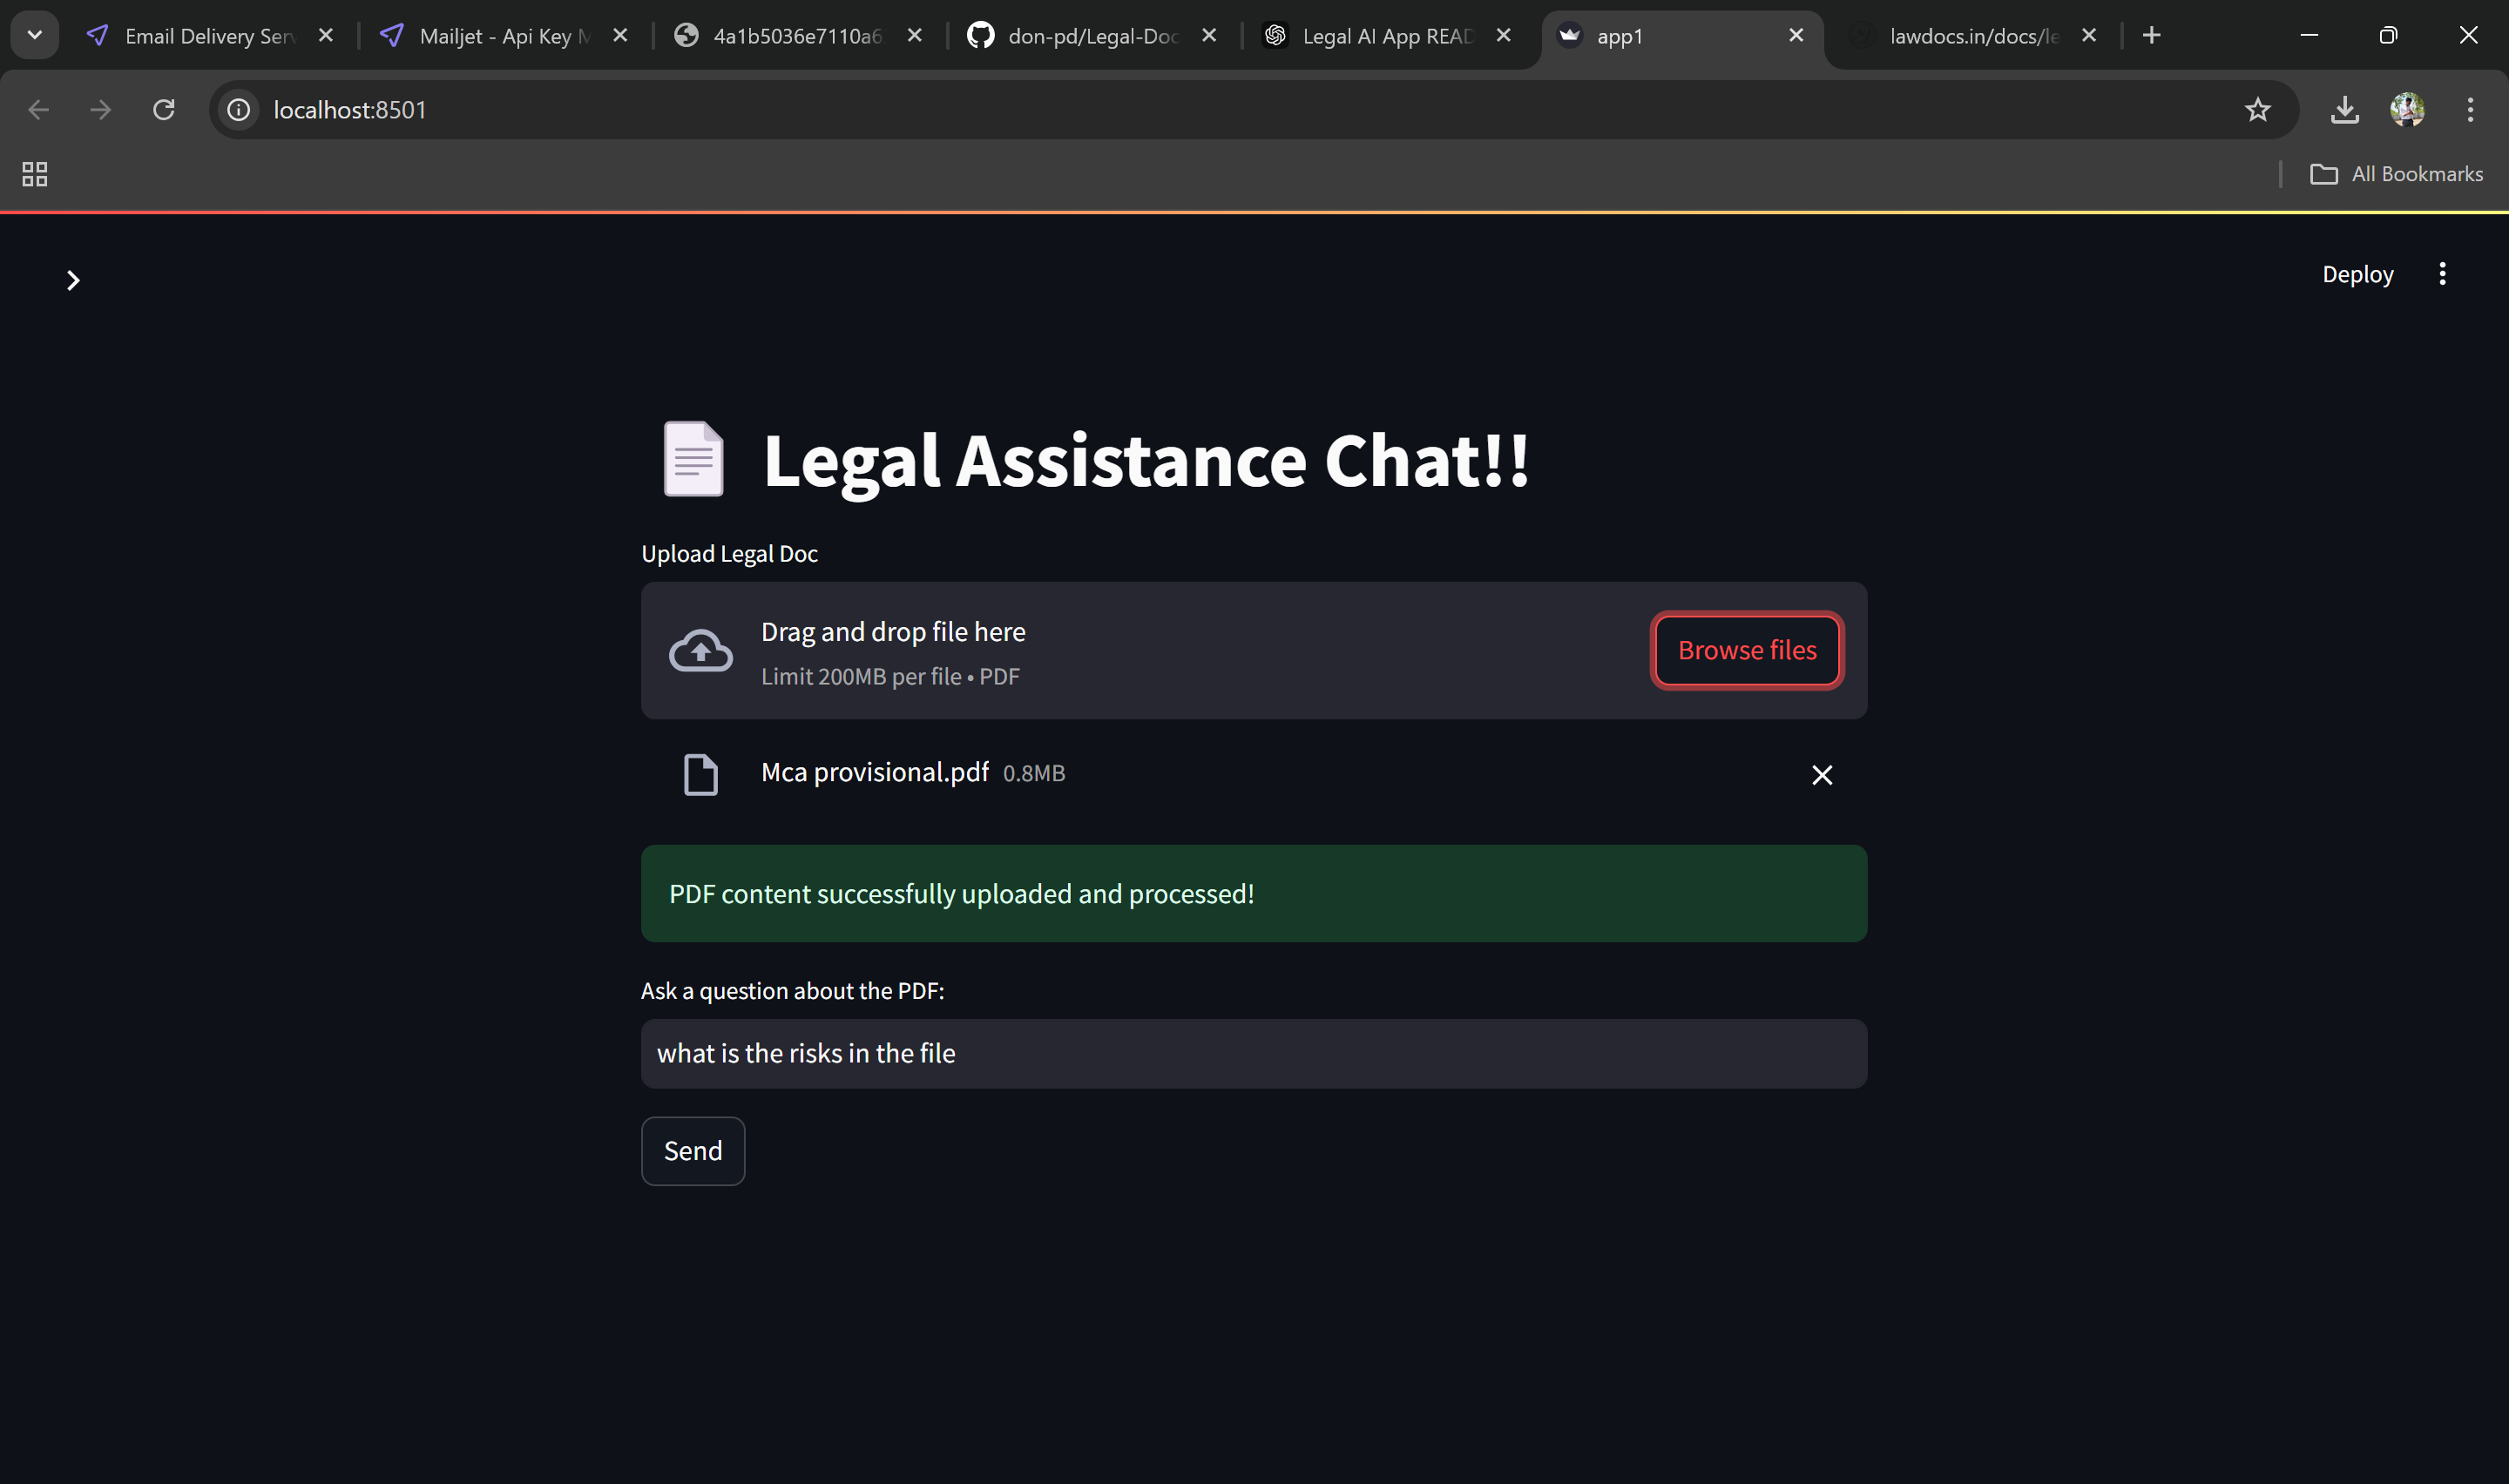 Email Delivery Serv
Mailjet - Api Key M
4a1b5036e7110a6
don-pd/Legal-Doc
Legal AI App READ
app1
lawdocs.in/docs/le
localhost:8501
All Bookmarks
Deploy
Legal Assistance Chat!!
Upload Legal Doc
Drag and drop file here
Limit 200MB per file • PDF
Browse files
Mca provisional.pdf 0.8MB
PDF content successfully uploaded and processed!
Ask a question about the PDF:
what is the risks in the file
Send